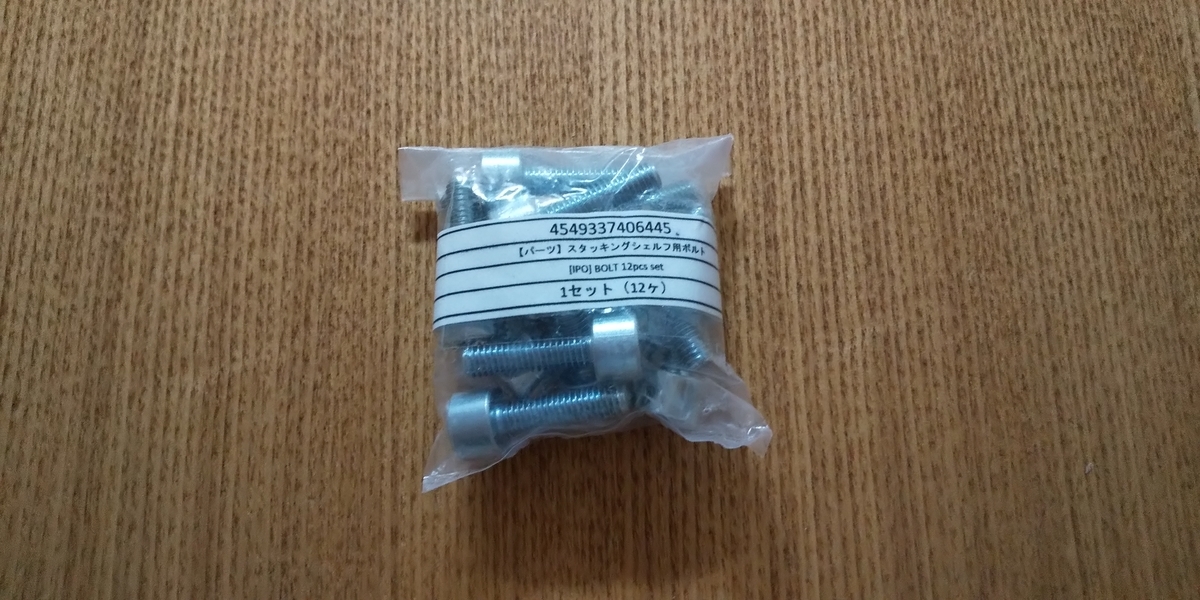 4549337406445
【パーツ】スタッキングシェルフ用ボルト
[IPO] BOLT 12pcs set
1セット（12ケ）